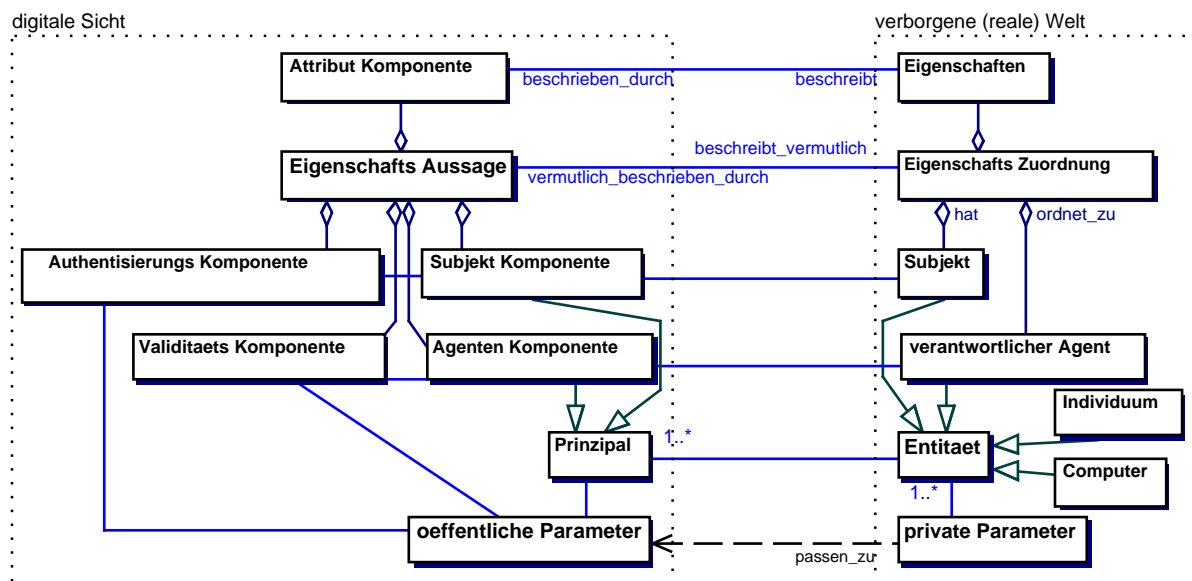 digitale Sicht
verborgene (reale) Welt
Attribut Komponente
Eigenschaften
beschrieben_durch
beschreibt
beschreibt_vermutlich
Eigenschafts Aussage
Eigenschafts Zuordnung
vermutlich_beschrieben_durch
hat
ordnet_zu
Authentisierungs Komponente
Subjekt Komponente
Subjekt
Validitaets Komponente
Agenten Komponente
verantwortlicher Agent
Individuum
Prinzipal
1..*
Entitaet
Computer
1..*
oeffentliche Parameter
private Parameter
passen_zu